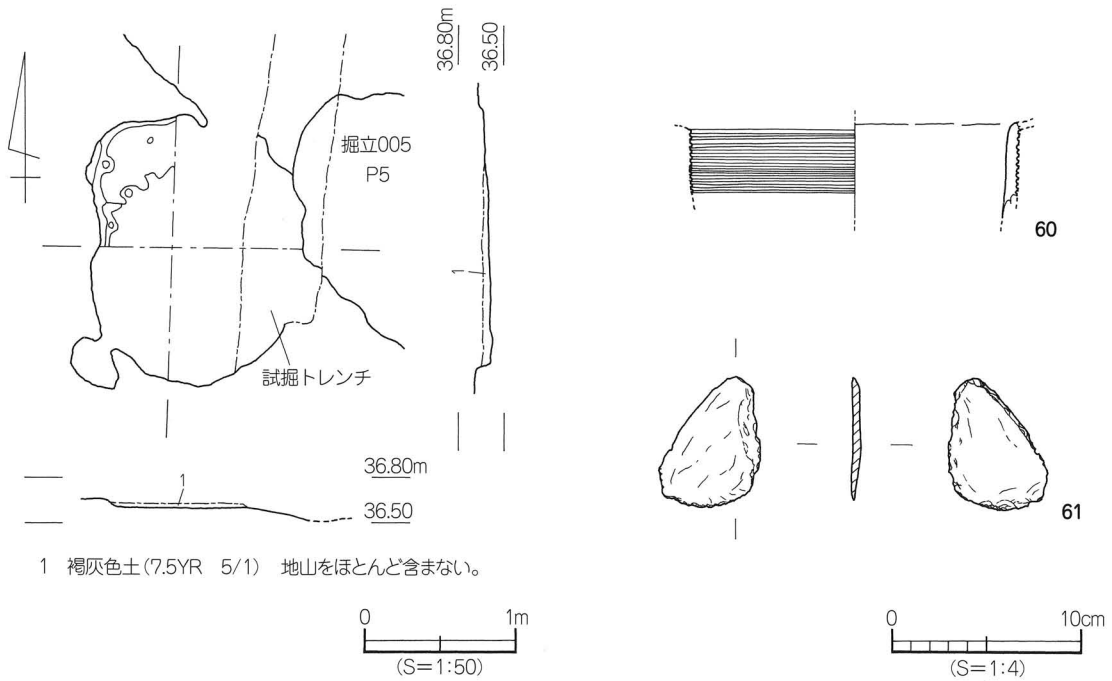 36.80m
36.50
掘立005
P5
1
試掘トレンチ
1
36.80m
36.50
1 褐灰色土(7.5YR 5/1) 地山をほとんど含まない。
0 1m
(S=1:50)
60
61
0 10cm
(S=1:4)